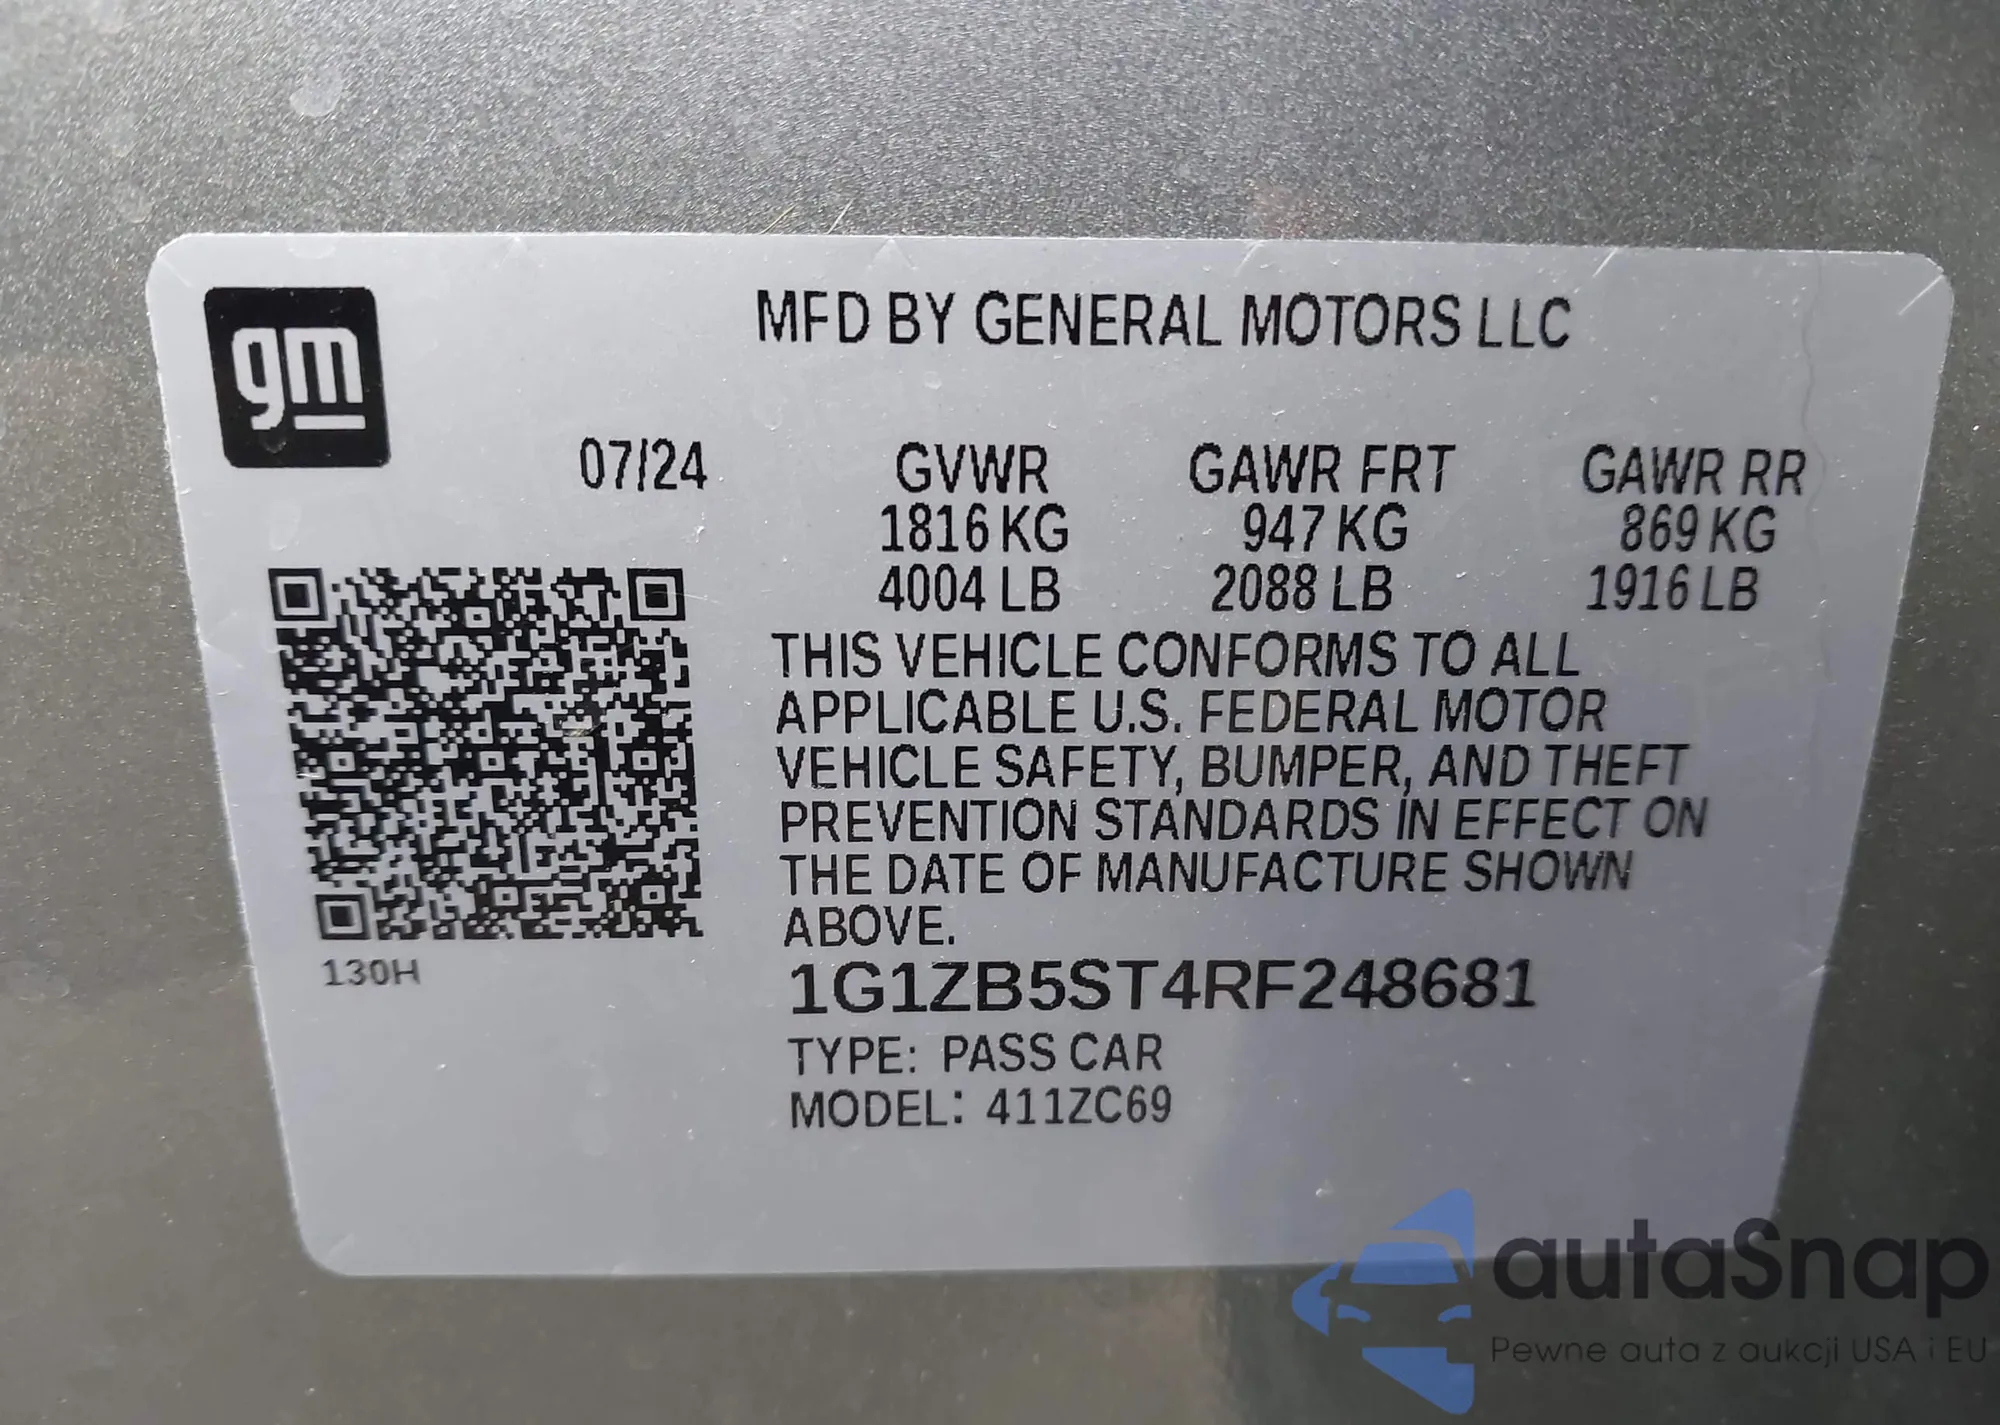 gm
MFD BY GENERAL MOTORS LLC
07/24 GVWR GAWR FRT GAWR RR
1816 KG 947 KG 869 KG
4004 LB 2088 LB 1916 LB
THIS VEHICLE CONFORMS TO ALL
APPLICABLE U.S. FEDERAL MOTOR
VEHICLE SAFETY, BUMPER, AND THEFT
PREVENTION STANDARDS IN EFFECT ON
THE DATE OF MANUFACTURE SHOWN
ABOVE.
130H
1G1ZB5ST4RF248681
TYPE: PASS CAR
MODEL: 411ZC69
autaSnap
Pewne auta z aukcji USA i EU